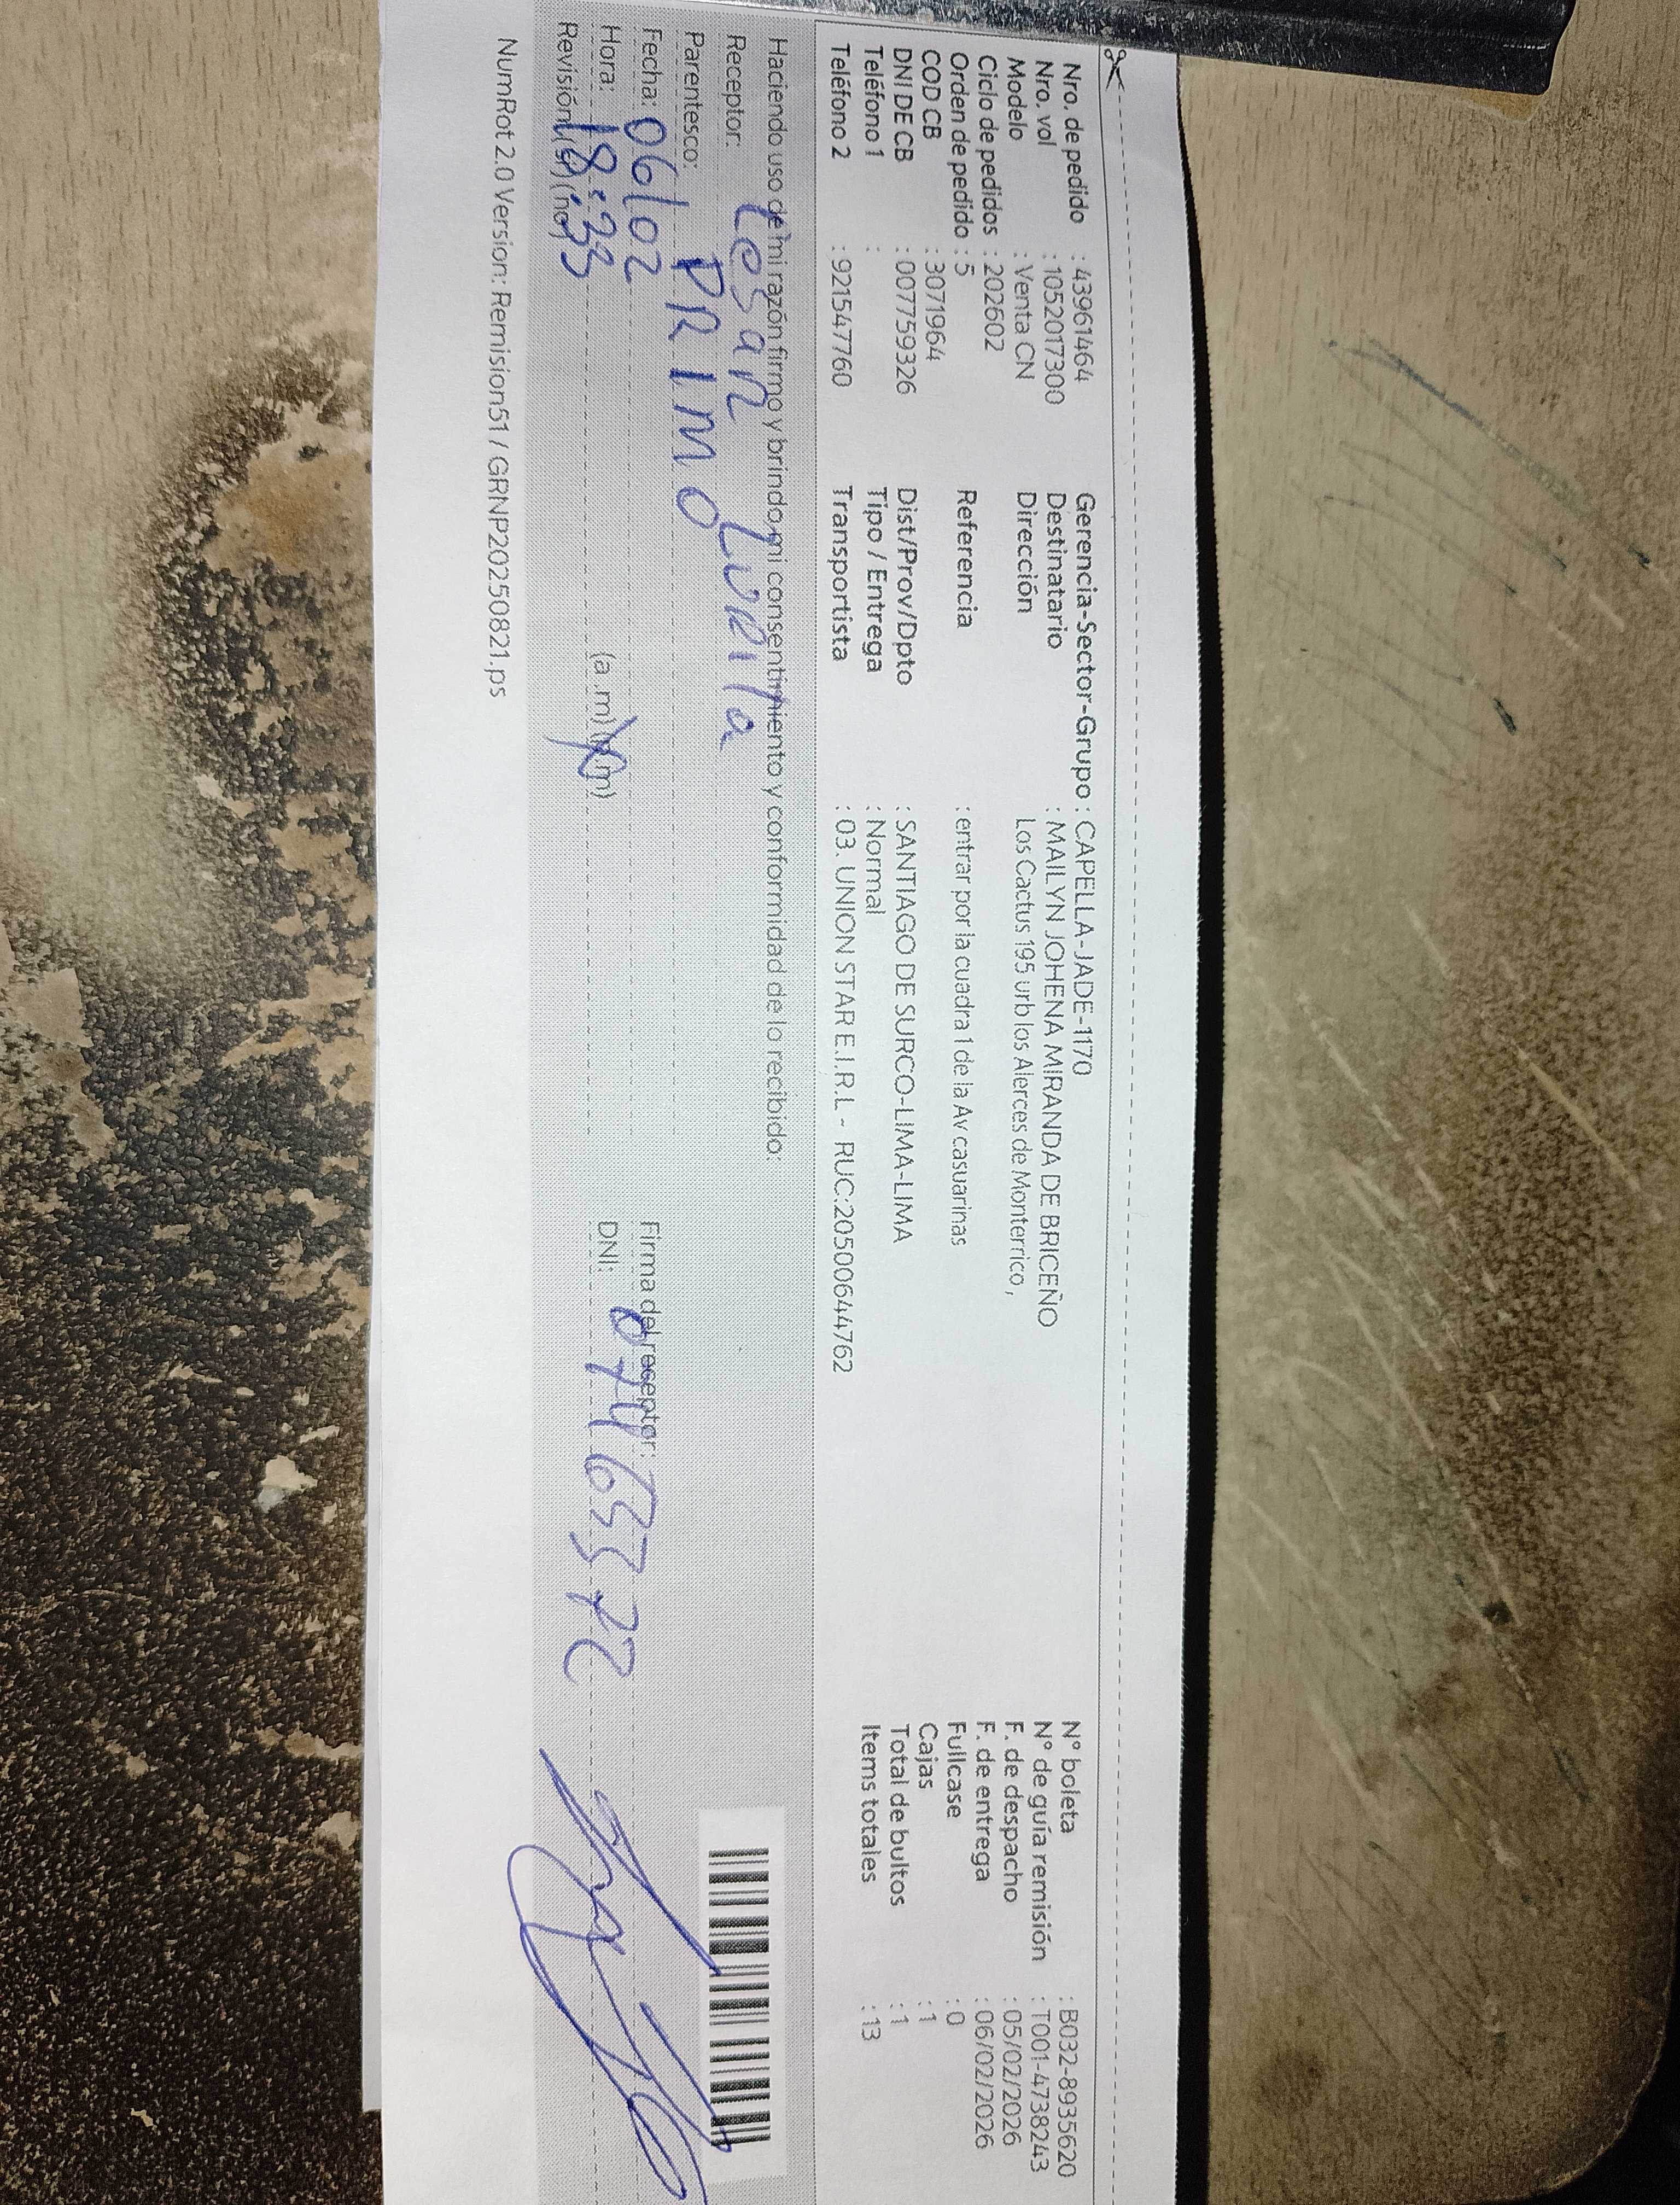 Nro. de pedido : 43961464
Nro. vol : 1052017300
Modelo : Venta CN
Ciclo de pedidos : 202602
Orden de pedido : 5
COD CB : 3071964
DNI DE CB : 007759326
Teléfono 1 :
Teléfono 2 : 921547760
Gerencia-Sector-Grupo : CAPELLA-JADE-1170
Destinatario : MAILYN JOHENA MIRANDA DE BRICEÑO
Dirección Los Cactus 195 urb los Alerces de Monterrico ,
Referencia : entrar por la cuadra 1 de la Av casuarinas
Dist/Prov/Dpto : SANTIAGO DE SURCO-LIMA-LIMA
Tipo / Entrega : Normal
Transportista : 03. UNION STAR E.I.R.L - RUC:20500644762
N° boleta : B032-8935620
N° de guía remisión : T001-4738243
F. de despacho : 05/02/2026
F. de entrega : 06/02/2026
Fullcase : 0
Cajas : 1
Total de bultos : 1
Items totales : 13
Haciendo uso de mi razón firmo y brindo mi consentimiento y conformidad de lo recibido:
Receptor: Cesar
Parentesco: PRIMO
Fecha: 06/02
Hora: 18:33 (a.m) (p.m)
Revisión: (si) (no)
Firma del receptor:
DNI:
NumRot 2.0 Version: Remision51 / GRNP20250821.ps